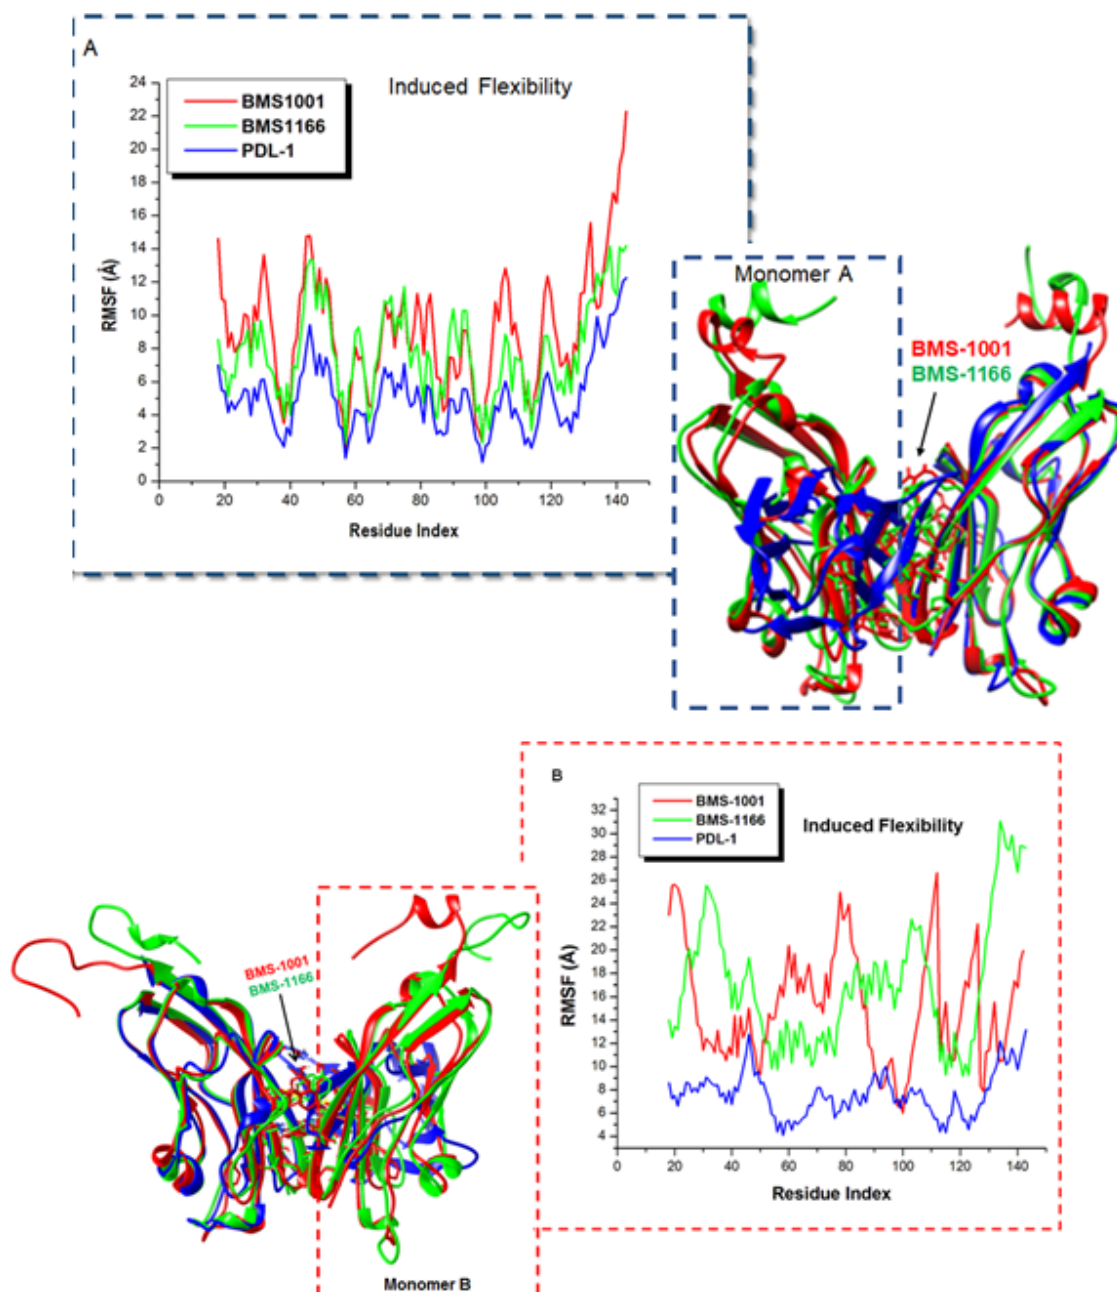 A
Induced Flexibility
BMS1001
BMS1166
PDL-1
24
22
20
18
16
14
12
10
8
6
4
2
0
RMSF (Å)
0 20 40 60 80 100 120 140
Residue Index
Monomer A
BMS-1001
BMS-1166
B
Induced Flexibility
BMS-1001
BMS-1166
PDL-1
32
30
28
26
24
22
20
18
16
14
12
10
8
6
4
RMSF (Å)
0 20 40 60 80 100 120 140
Residue Index
BMS-1001
BMS-1166
Monomer B